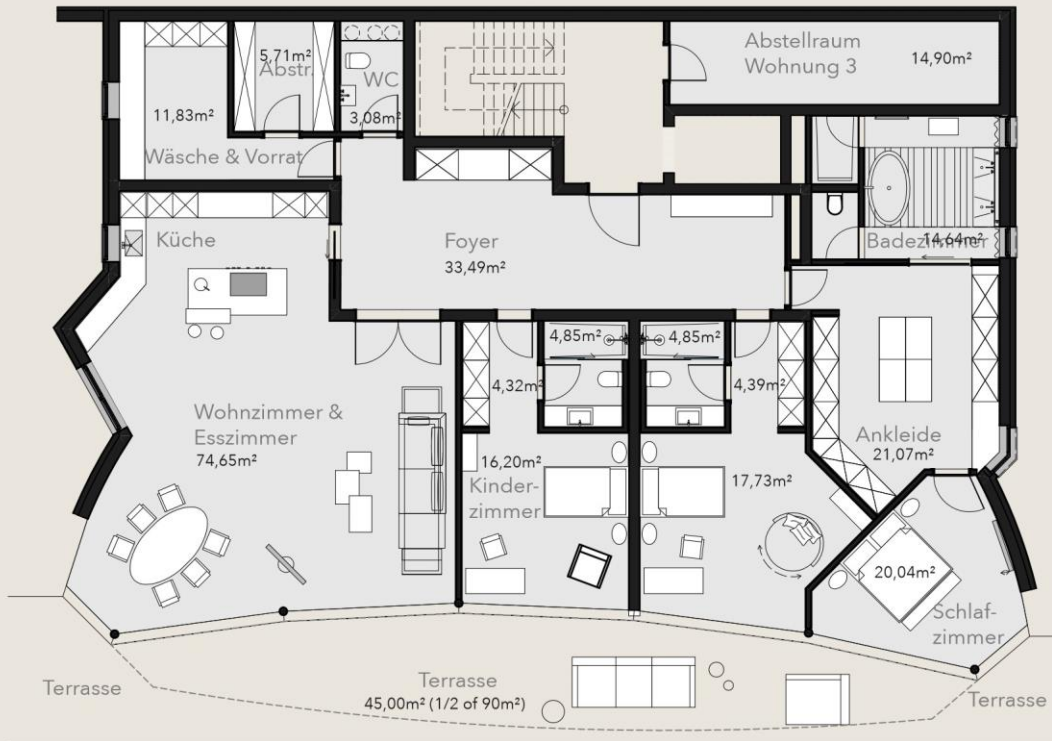 5,71m²
Abstr.
WC
3,08m²
11,83m²
Wäsche & Vorrat
Abstellraum
Wohnung 3
14,90m²
Küche
Foyer
33,49m²
Badezimmer
14,64m²
4,85m²
4,85m²
4,32m²
4,39m²
Wohnzimmer &
Esszimmer
74,65m²
16,20m²
Kinder-
zimmer
17,73m²
Ankleide
21,07m²
20,04m²
Schlaf-
zimmer
Terrasse
Terrasse
45,00m² (1/2 of 90m²)
Terrasse